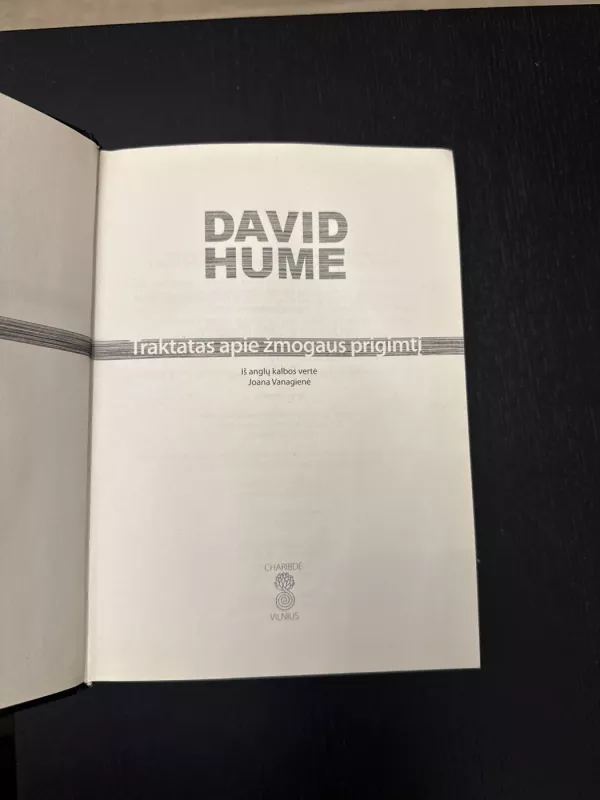 DAVID
HUME
Traktatas apie žmogaus prigimtį
Iš anglų kalbos vertė
Joana Vanagienė
CHARIBDĖ
VILNIUS